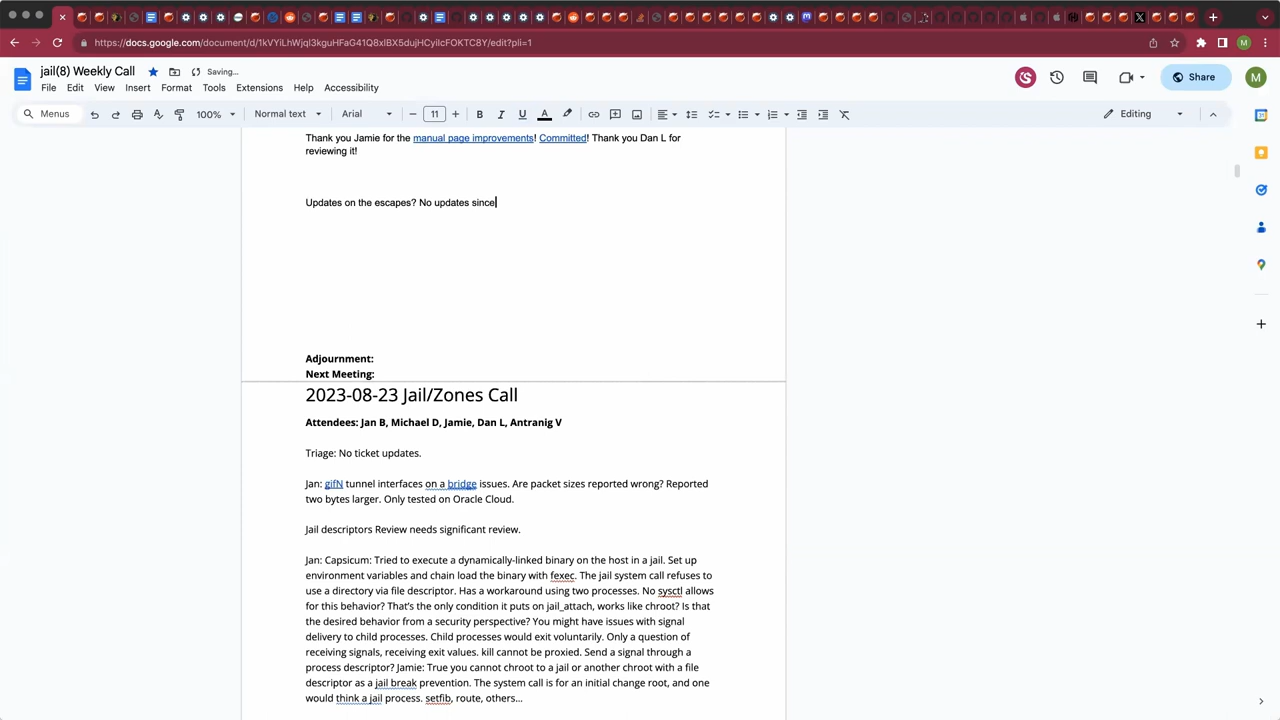 https://docs.google.com/document/d/1kVYiLhWjql3kguHFaG41Q8xlBX5dujHCyilcFOKTC8Y/edit?pli=1
M
jail(8) Weekly Call
Saving...
File Edit View Insert Format Tools Extensions Help Accessibility
Share
M
Menus
100%
Normal text
Arial
11
B I U A
Editing
Thank you Jamie for the manual page improvements! Committed! Thank you Dan L for
reviewing it!
Updates on the escapes? No updates since
Adjournment:
Next Meeting:
2023-08-23 Jail/Zones Call
Attendees: Jan B, Michael D, Jamie, Dan L, Antranig V
Triage: No ticket updates.
Jan: gifN tunnel interfaces on a bridge issues. Are packet sizes reported wrong? Reported
two bytes larger. Only tested on Oracle Cloud.
Jail descriptors Review needs significant review.
Jan: Capsicum: Tried to execute a dynamically-linked binary on the host in a jail. Set up
environment variables and chain load the binary with fexec. The jail system call refuses to
use a directory via file descriptor. Has a workaround using two processes. No sysctl allows
for this behavior? That's the only condition it puts on jail_attach, works like chroot? Is that
the desired behavior from a security perspective? You might have issues with signal
delivery to child processes. Child processes would exit voluntarily. Only a question of
receiving signals, receiving exit values. kill cannot be proxied. Send a signal through a
process descriptor? Jamie: True you cannot chroot to a jail or another chroot with a file
descriptor as a jail break prevention. The system call is for an initial change root, and one
would think a jail process. setfib, route, others...